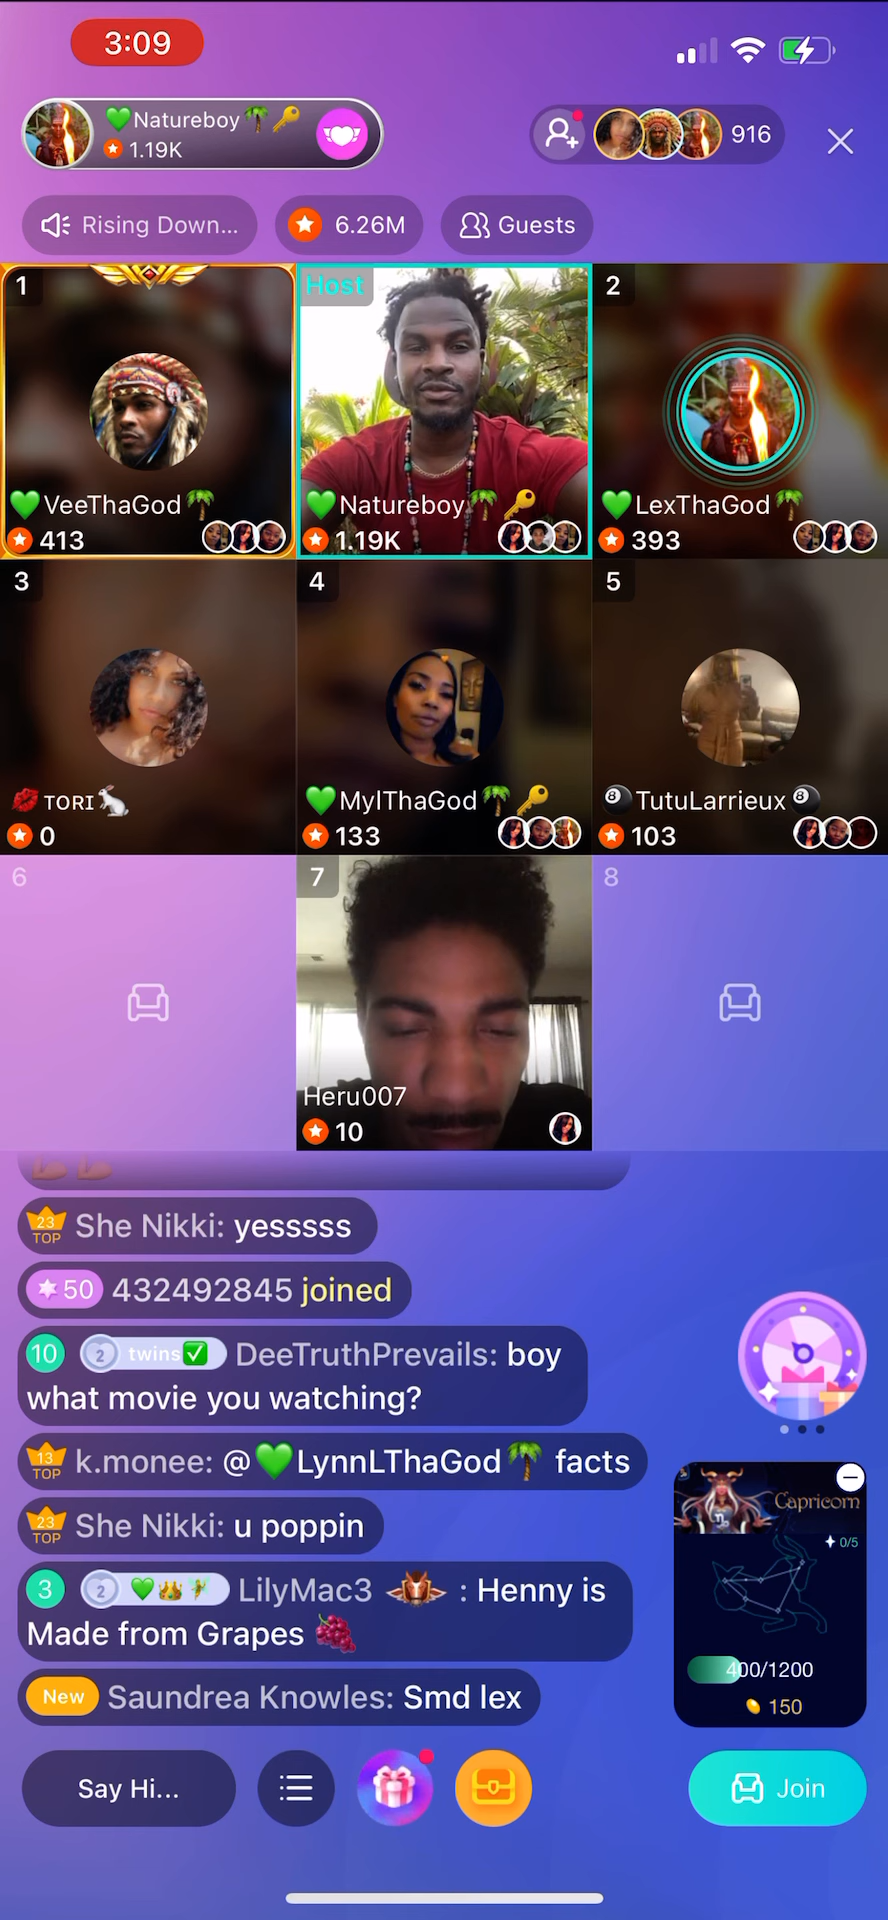 3:09
💚Natureboy🌴🔑
1.19K
916
Rising Down...
6.26M
Guests
1
Host
2
💚VeeThaGod🌴
💚Natureboy🌴🔑
💚LexThaGod🌴
413
1.19K
393
3
4
5
💋ᴛᴏʀɪ🐇
💚MylThaGod🌴🔑
🎱TutuLarrieux🎱
0
133
103
6
7
8
Heru007
10
23 TOP She Nikki: yesssss
50 432492845 joined
10 2 twins✅ DeeTruthPrevails: boy
what movie you watching?
13 TOP k.monee: @💚LynnLThaGod🌴 facts
23 TOP She Nikki: u poppin
3 2 💚👑🧚 LilyMac3 : Henny is
Made from Grapes 🍇
New Saundrea Knowles: Smd lex
Capricorn
0/5
400/1200
150
Say Hi...
Join